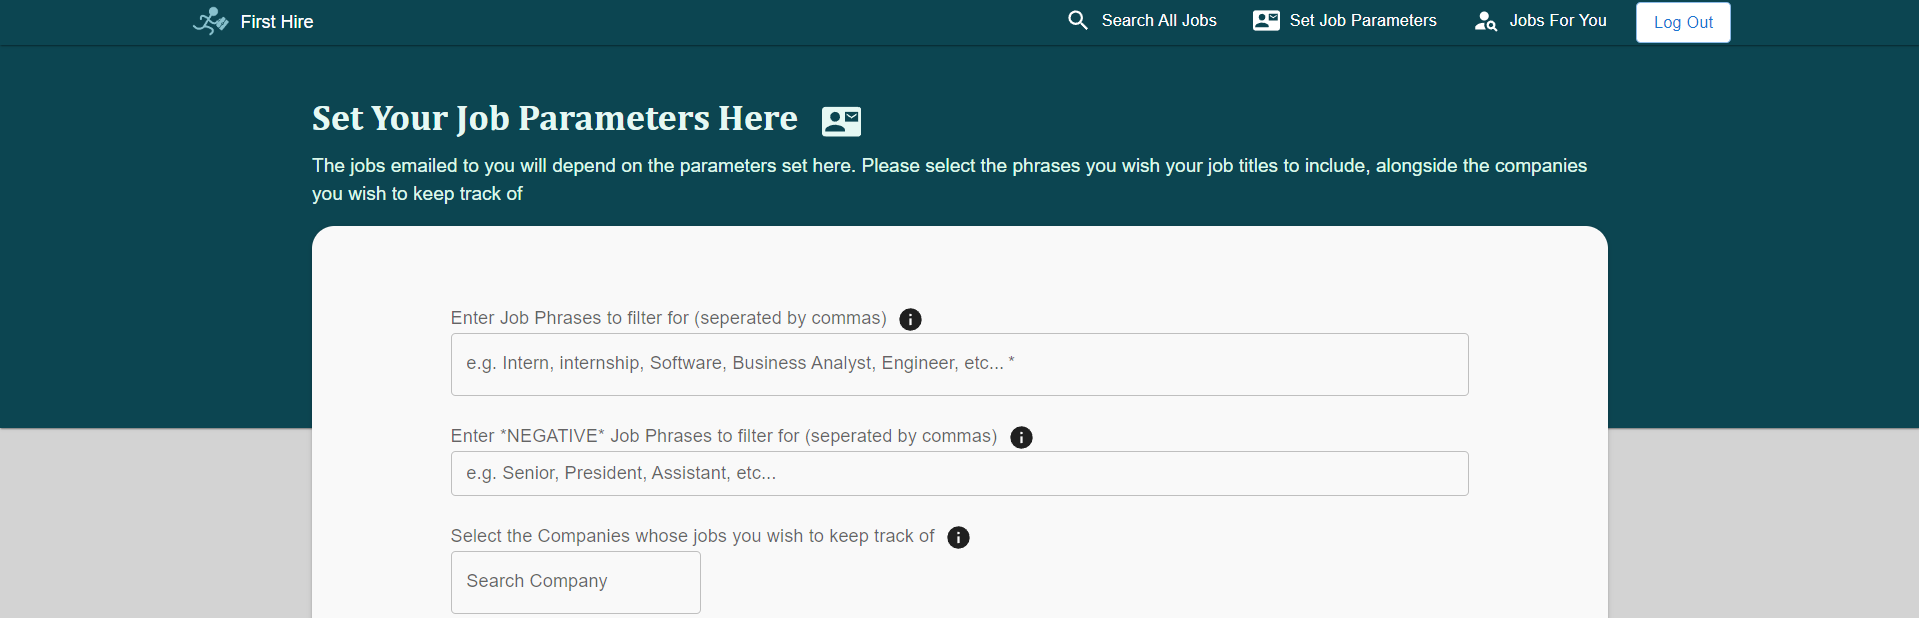 First Hire
Search All Jobs
Set Job Parameters
Jobs For You
Log Out
Set Your Job Parameters Here
The jobs emailed to you will depend on the parameters set here. Please select the phrases you wish your job titles to include, alongside the companies
you wish to keep track of
Enter Job Phrases to filter for (seperated by commas)
e.g. Intern, internship, Software, Business Analyst, Engineer, etc... *
Enter *NEGATIVE* Job Phrases to filter for (seperated by commas)
e.g. Senior, President, Assistant, etc...
Select the Companies whose jobs you wish to keep track of
Search Company